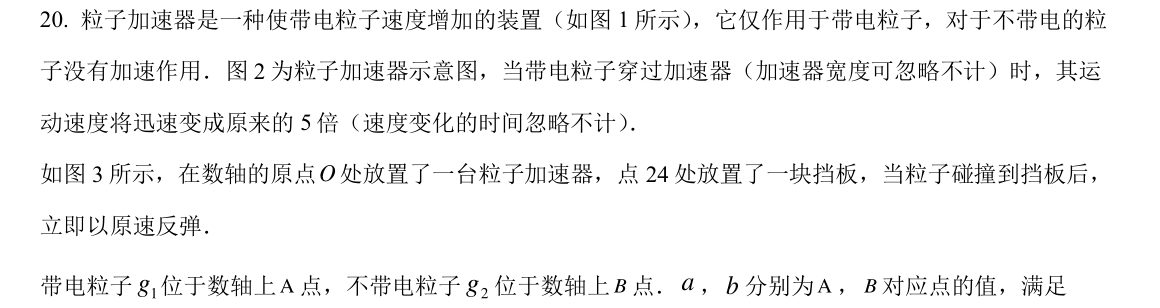 20. 粒子加速器是一种使带电粒子速度增加的装置（如图 1 所示），它仅作用于带电粒子，对于不带电的粒
子没有加速作用．图 2 为粒子加速器示意图，当带电粒子穿过加速器（加速器宽度可忽略不计）时，其运
动速度将迅速变成原来的 5 倍（速度变化的时间忽略不计）．
如图 3 所示，在数轴的原点 O 处放置了一台粒子加速器，点 24 处放置了一块挡板，当粒子碰撞到挡板后，
立即以原速反弹．
带电粒子 g₁ 位于数轴上 A 点，不带电粒子 g₂ 位于数轴上 B 点．a，b 分别为 A，B 对应点的值，满足